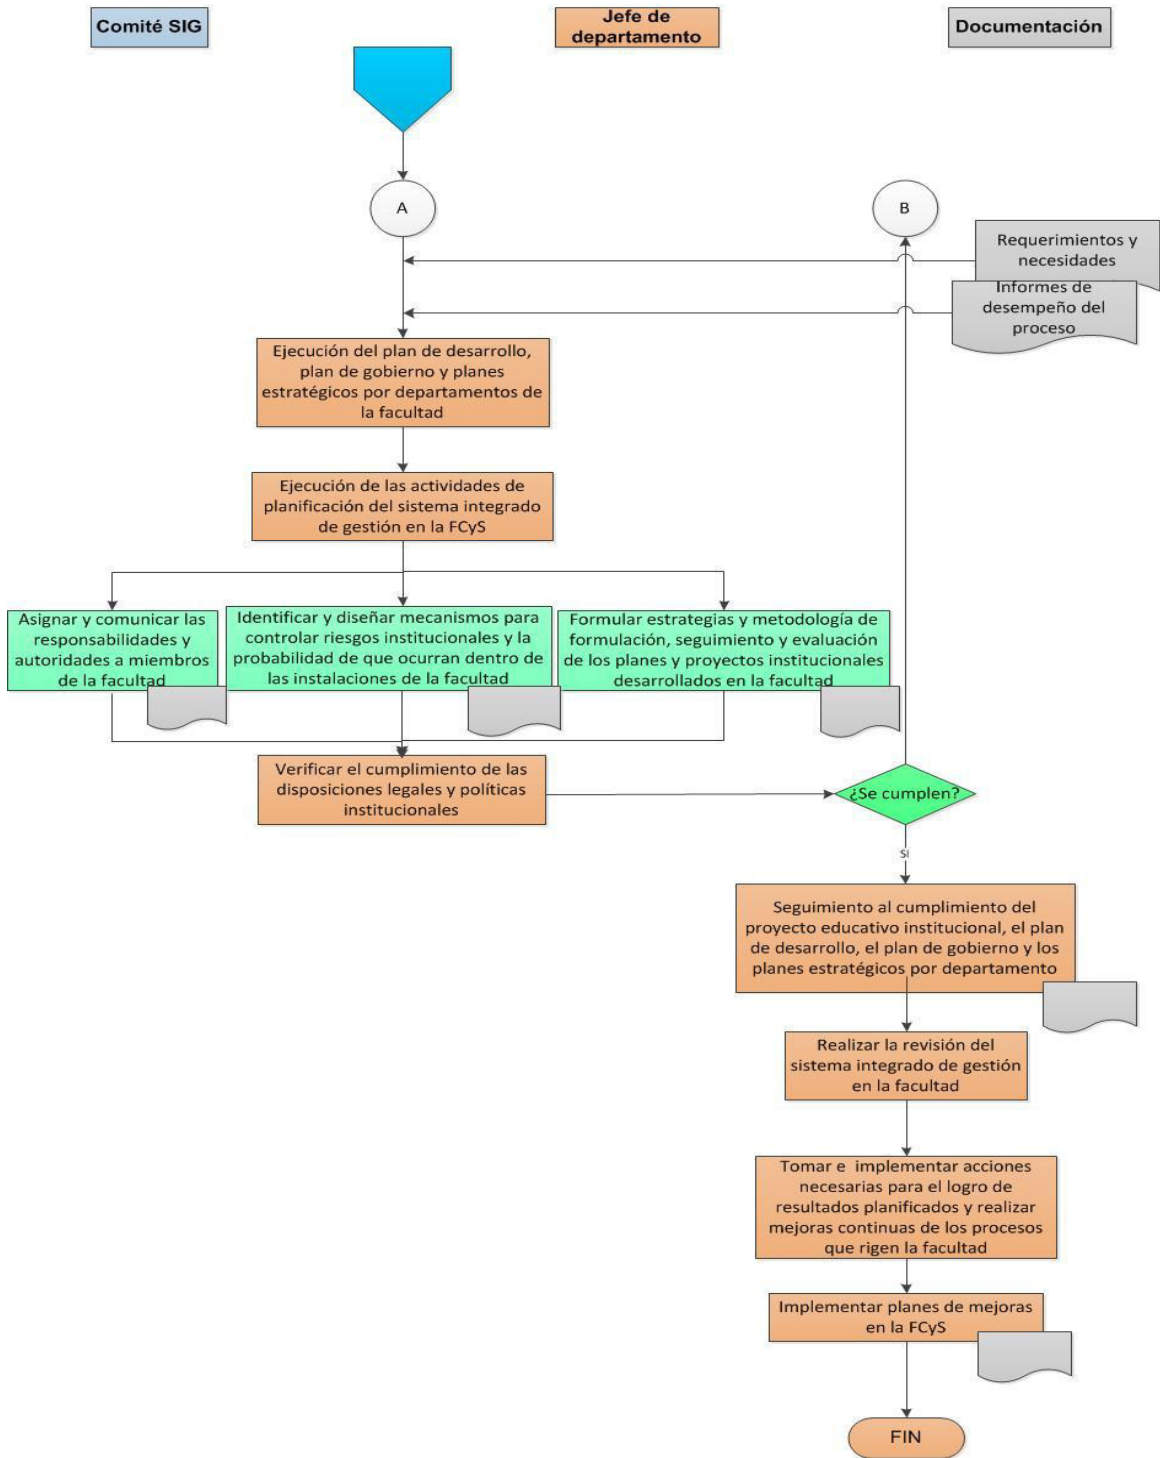 Comité SIG
Jefe de
departamento
Documentación
A
B
Requerimientos y
necesidades
Informes de
desempeño del
proceso
Ejecución del plan de desarrollo,
plan de gobierno y planes
estratégicos por departamentos de
la facultad
Ejecución de las actividades de
planificación del sistema integrado
de gestión en la FCyS
Asignar y comunicar las
responsabilidades y
autoridades a miembros
de la facultad
Identificar y diseñar mecanismos para
controlar riesgos institucionales y la
probabilidad de que ocurran dentro de
las instalaciones de la facultad
Formular estrategias y metodología de
formulación, seguimiento y evaluación
de los planes y proyectos institucionales
desarrollados en la facultad
Verificar el cumplimiento de las
disposiciones legales y políticas
institucionales
¿Se cumplen?
SI
Seguimiento al cumplimiento del
proyecto educativo institucional, el plan
de desarrollo, el plan de gobierno y los
planes estratégicos por departamento
Realizar la revisión del
sistema integrado de gestión
en la facultad
Tomar e implementar acciones
necesarias para el logro de
resultados planificados y realizar
mejoras continuas de los procesos
que rigen la facultad
Implementar planes de mejoras
en la FCyS
FIN